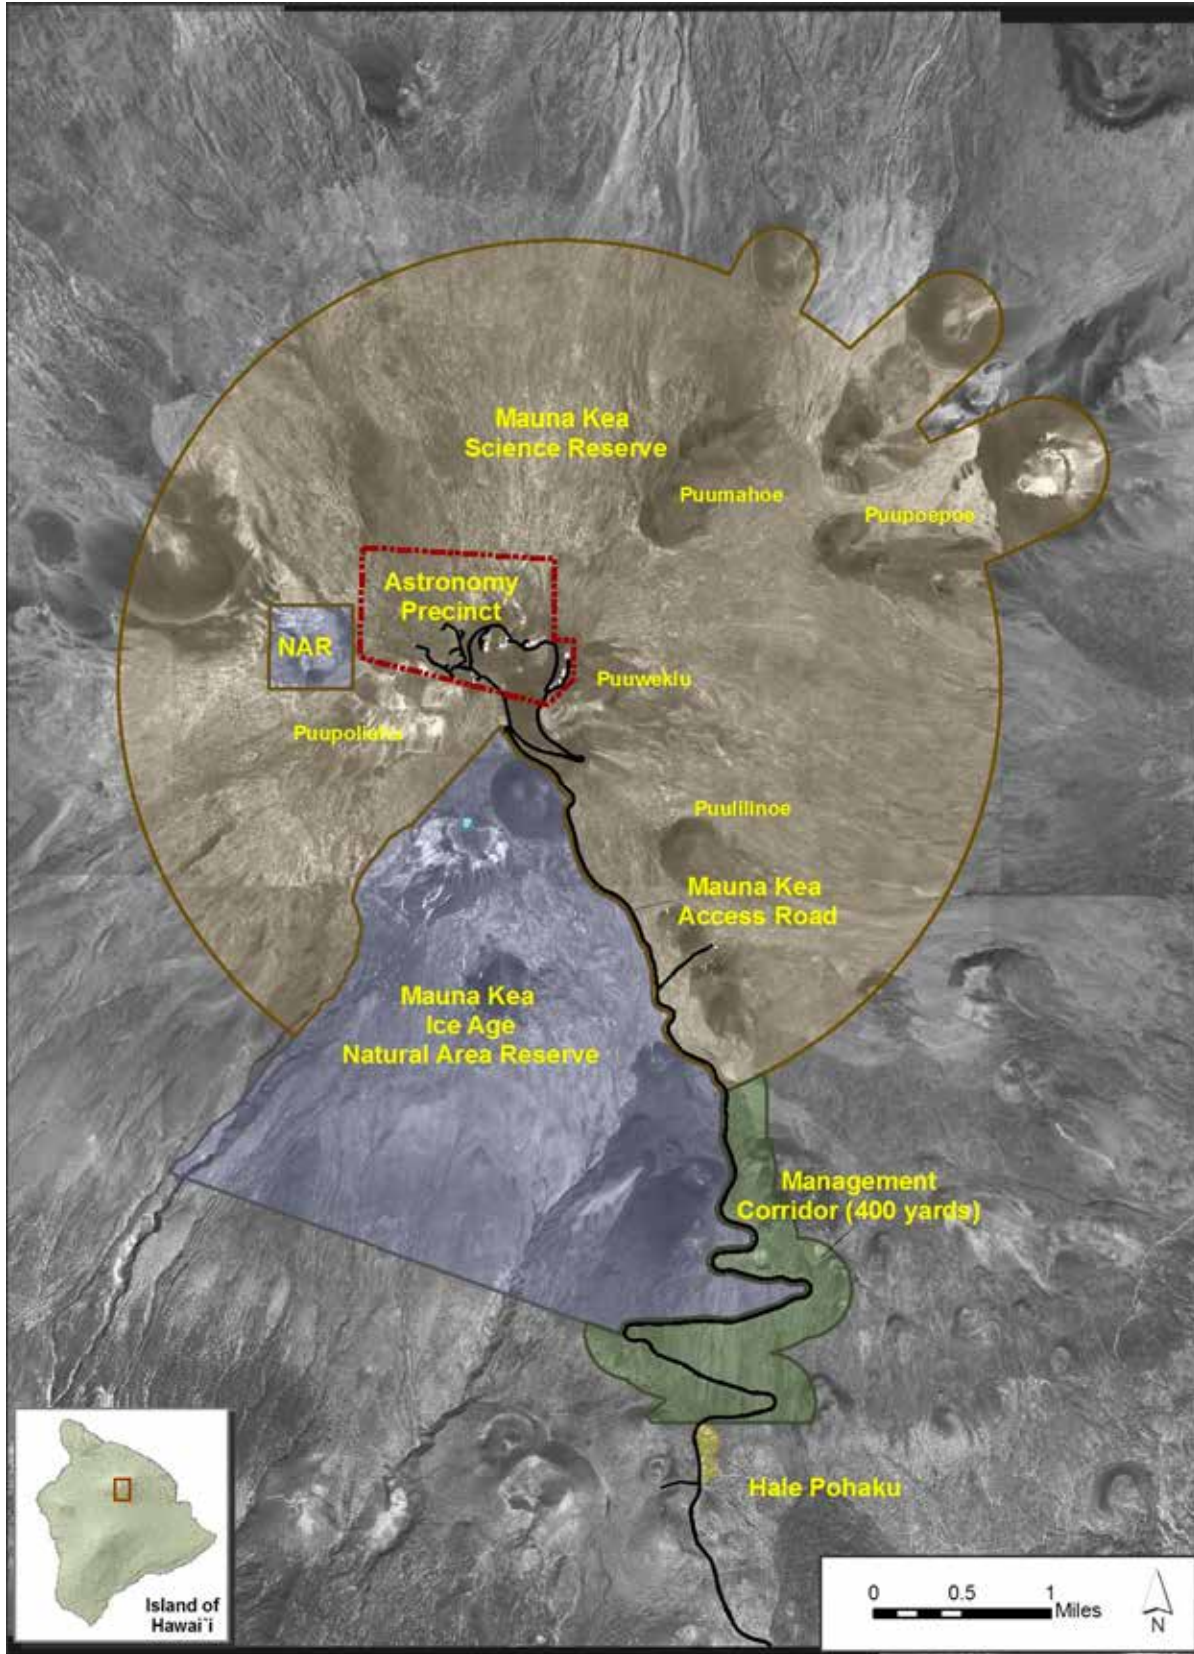 Mauna Kea
Science Reserve
Puumahoe
Puupoepoe
Astronomy
Precinct
NAR
Puuwekiu
Puupoliahu
Puulilinoe
Mauna Kea
Access Road
Mauna Kea
Ice Age
Natural Area Reserve
Management
Corridor (400 yards)
Hale Pohaku
Island of
Hawai`i
0 0.5 1
Miles
N